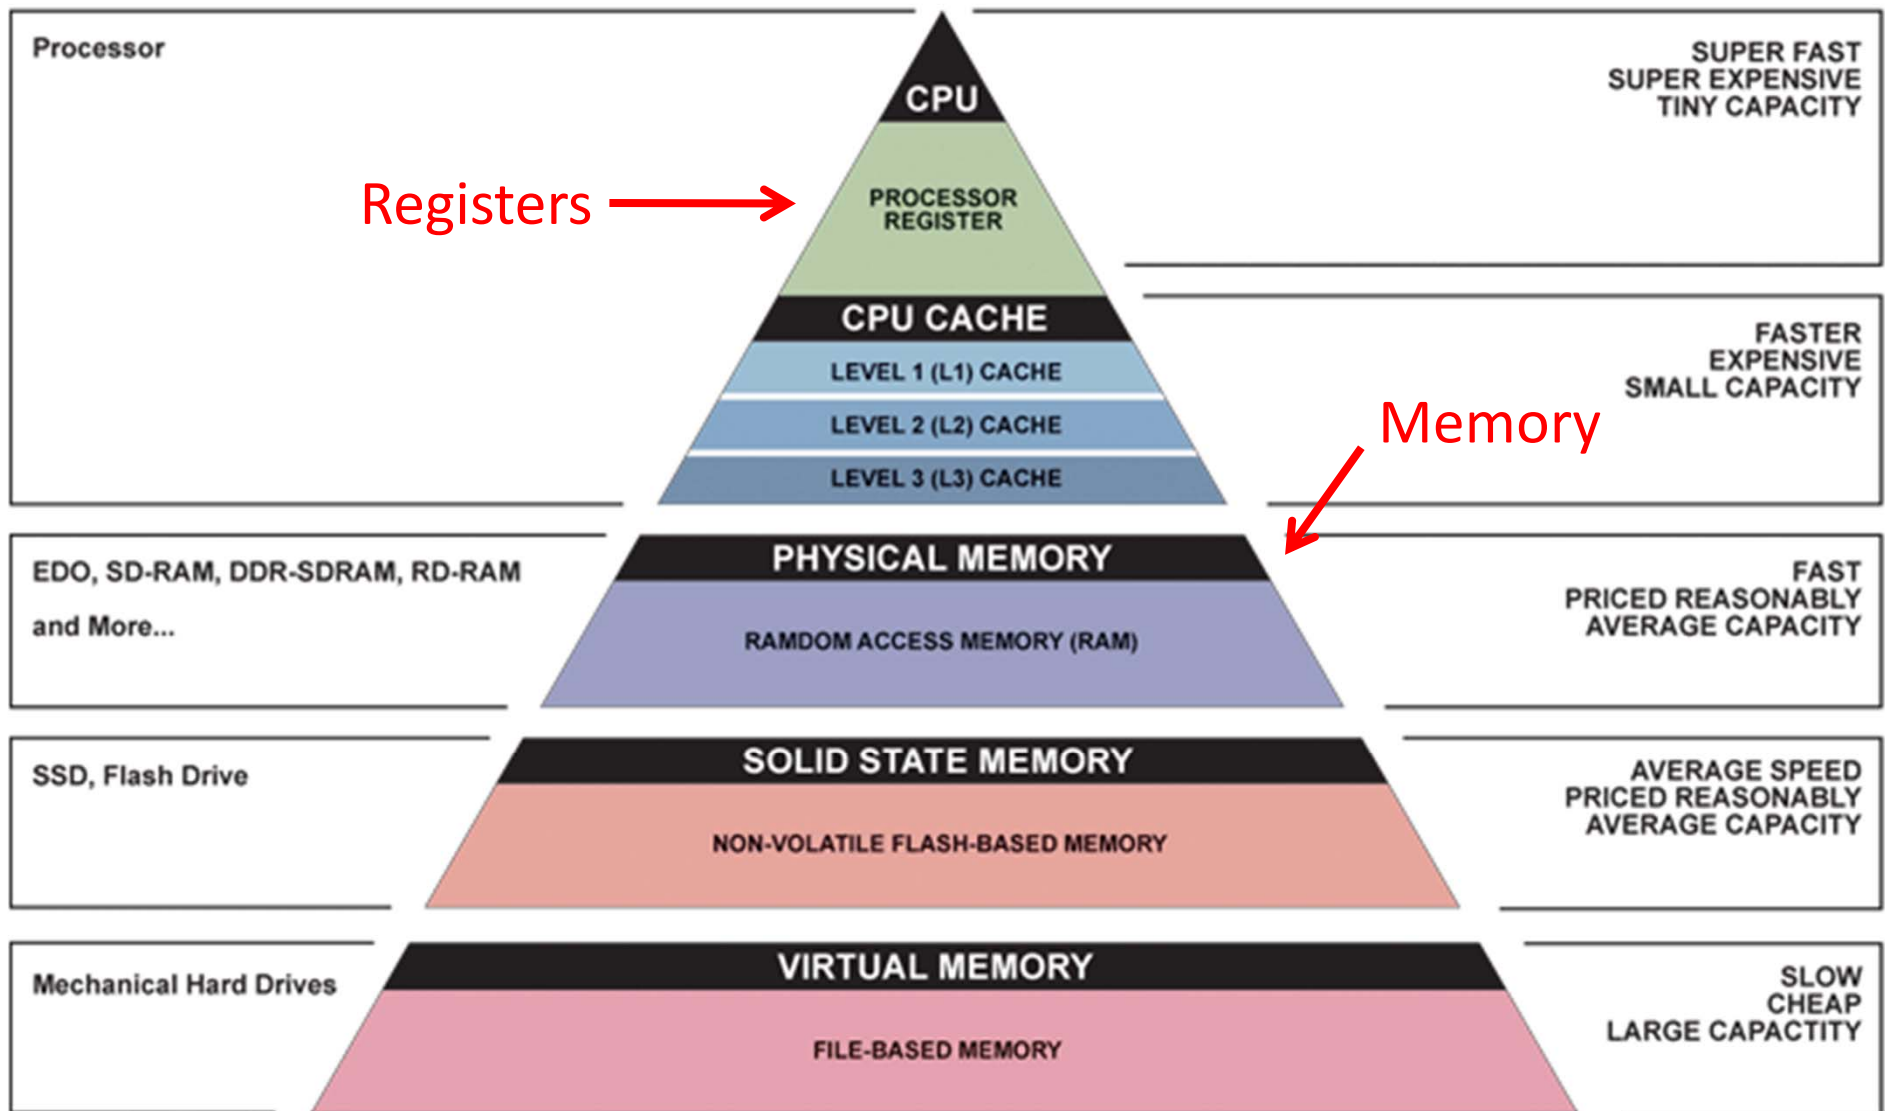 Processor
CPU
SUPER FAST
SUPER EXPENSIVE
TINY CAPACITY
Registers
PROCESSOR
REGISTER
CPU CACHE
LEVEL 1 (L1) CACHE
LEVEL 2 (L2) CACHE
LEVEL 3 (L3) CACHE
FASTER
EXPENSIVE
SMALL CAPACITY
Memory
EDO, SD-RAM, DDR-SDRAM, RD-RAM
and More...
PHYSICAL MEMORY
RAMDOM ACCESS MEMORY (RAM)
FAST
PRICED REASONABLY
AVERAGE CAPACITY
SSD, Flash Drive
SOLID STATE MEMORY
NON-VOLATILE FLASH-BASED MEMORY
AVERAGE SPEED
PRICED REASONABLY
AVERAGE CAPACITY
Mechanical Hard Drives
VIRTUAL MEMORY
FILE-BASED MEMORY
SLOW
CHEAP
LARGE CAPACTITY